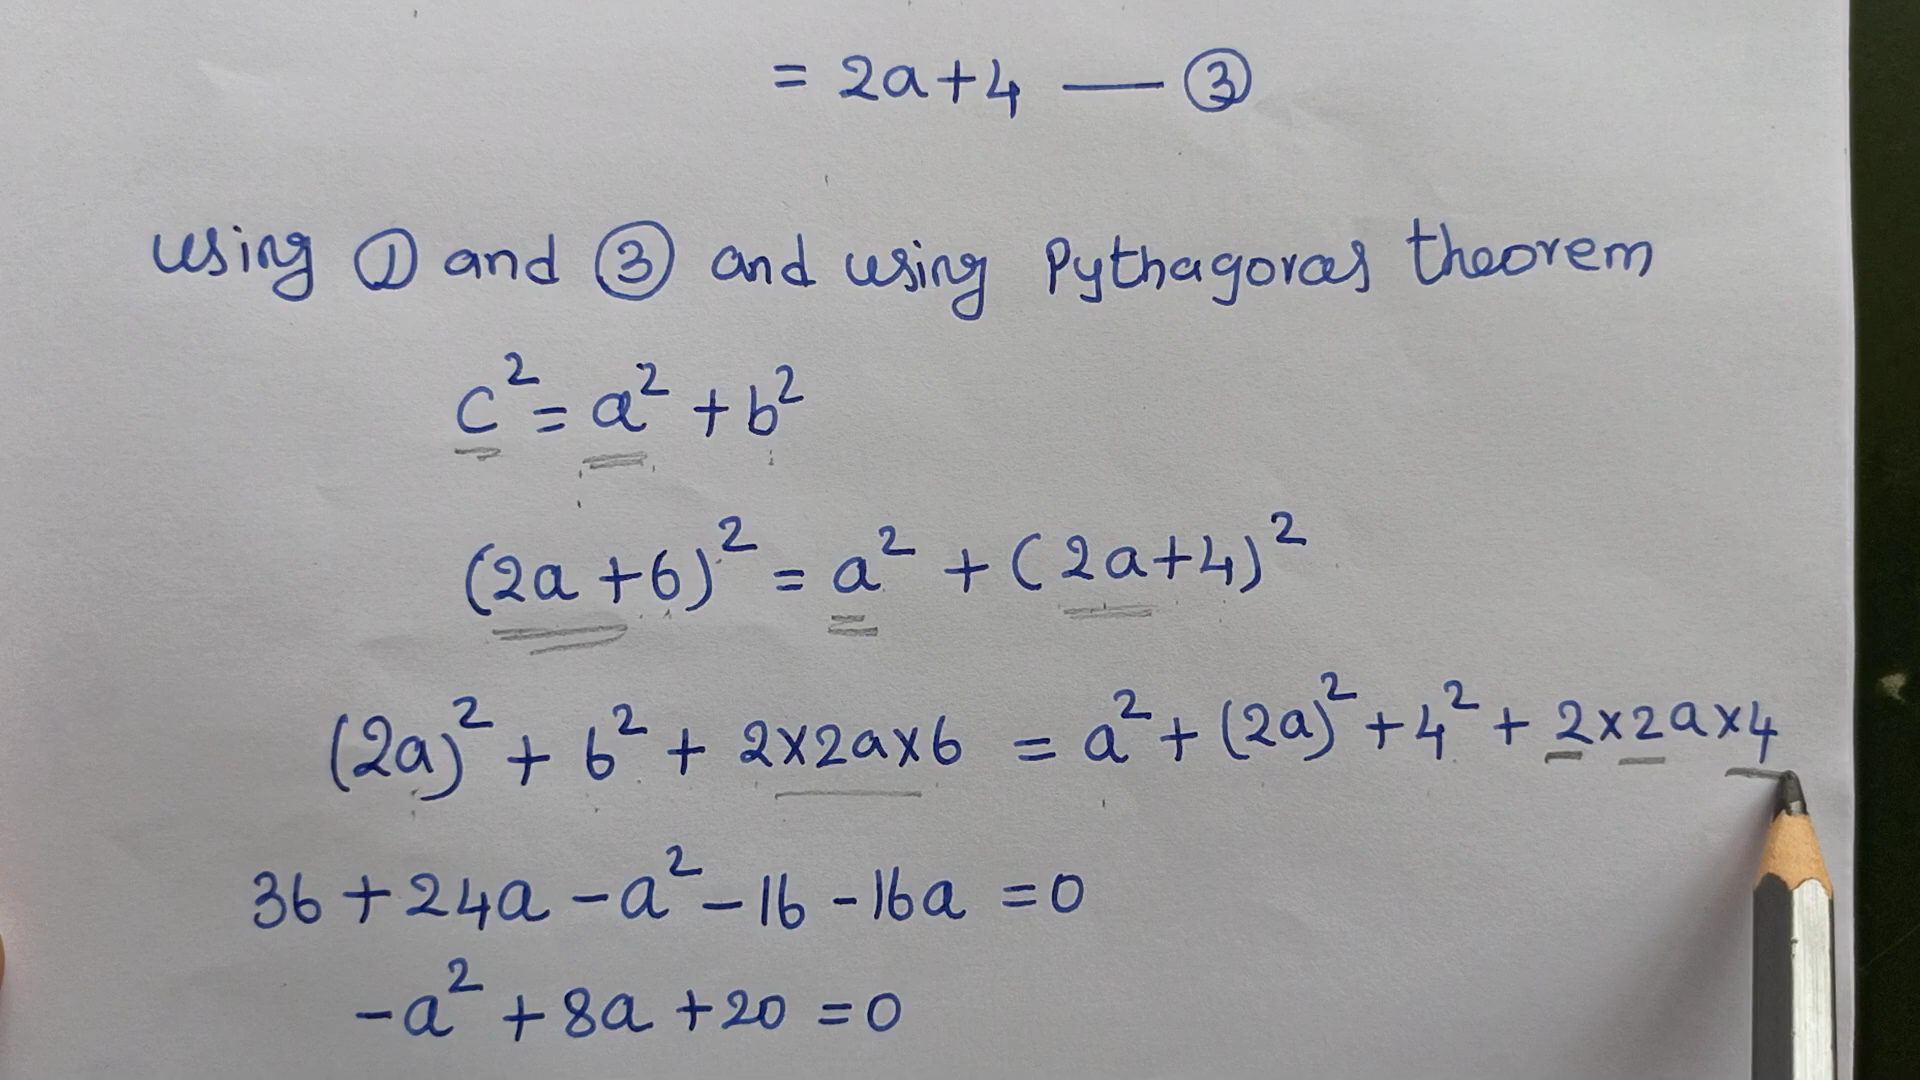 = 2a+4 — ③
using ① and ③ and using Pythagoras theorem
c² = a² + b²
(2a+6)² = a² + (2a+4)²
(2a)² + 6² + 2×2a×6 = a² + (2a)² + 4² + 2×2a×4
36 + 24a - a² - 16 - 16a = 0
-a² + 8a + 20 = 0